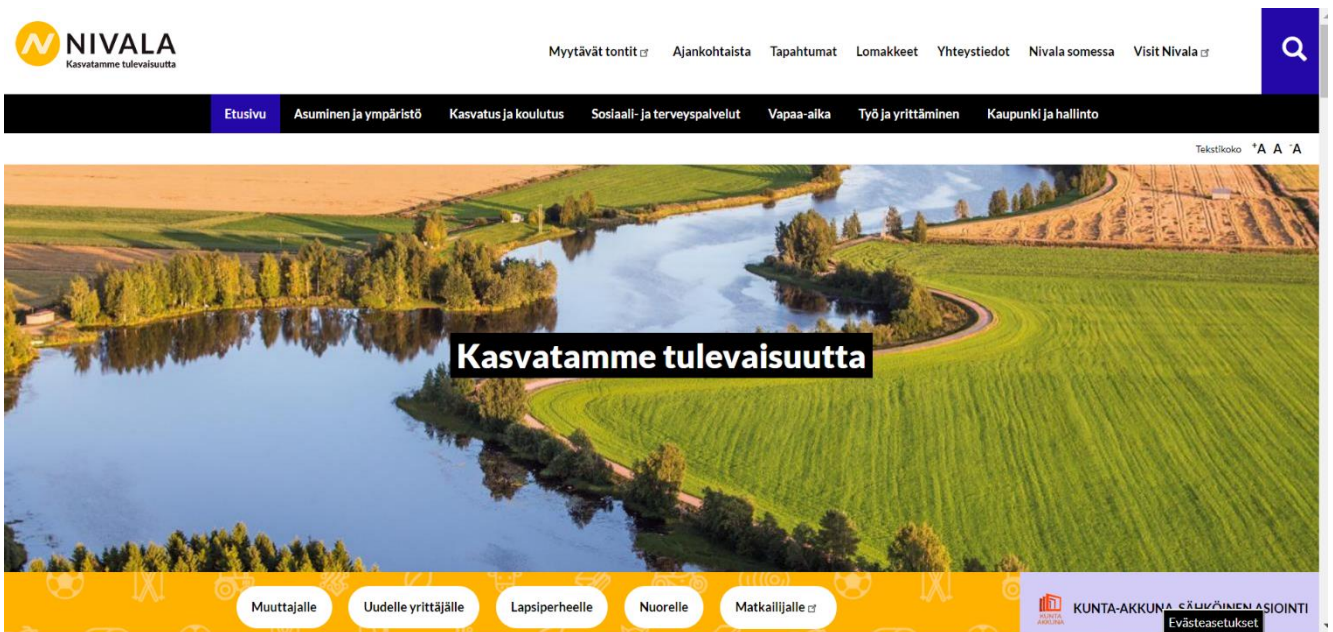 NIVALA
Kasvatamme tulevaisuutta
Myytävät tontit Ajankohtaista Tapahtumat Lomakkeet Yhteystiedot Nivala somessa Visit Nivala
Etusivu Asuminen ja ympäristö Kasvatus ja koulutus Sosiaali- ja terveyspalvelut Vapaa-aika Työ ja yrittäminen Kaupunki ja hallinto
Tekstikoko +A A -A
Kasvatamme tulevaisuutta
Muuttajalle Uudelle yrittäjälle Lapsiperheelle Nuorelle Matkailijalle
KUNTA
AKKUNA
KUNTA-AKKUNA, SÄHKÖINEN ASIOINTI
Evästeasetukset